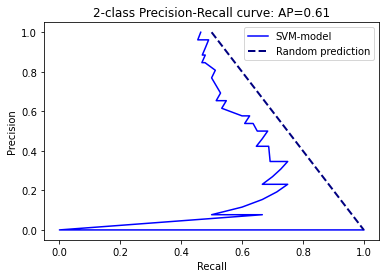 2-class Precision-Recall curve: AP=0.61
SVM-model
Random prediction
Precision
1.0
0.8
0.6
0.4
0.2
0.0
0.0 0.2 0.4 0.6 0.8 1.0
Recall